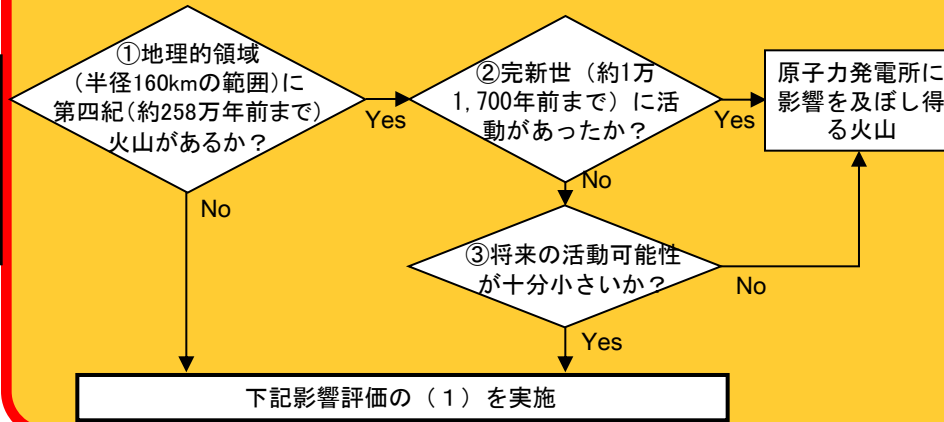 ①地理的領域
(半径160kmの範囲)に
第四紀(約258万年前まで)
火山があるか？
Yes
No
②完新世（約1万
1,700年前まで）に活
動があったか？
Yes
No
原子力発電所に
影響を及ぼし得
る火山
③将来の活動可能性
が十分小さいか？
No
Yes
下記影響評価の（１）を実施